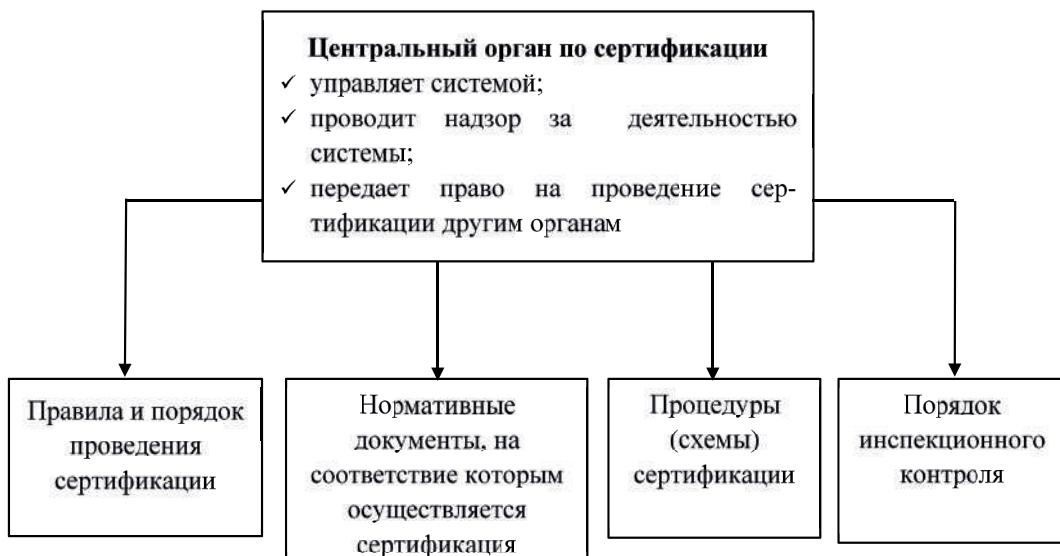 Центральный орган по сертификации
✓ управляет системой;
✓ проводит надзор за деятельностью
системы;
✓ передает право на проведение сер-
тификации другим органам
Правила и порядок
проведения
сертификации
Нормативные
документы, на
соответствие которым
осуществляется
сертификация
Процедуры
(схемы)
сертификации
Порядок
инспекционного
контроля